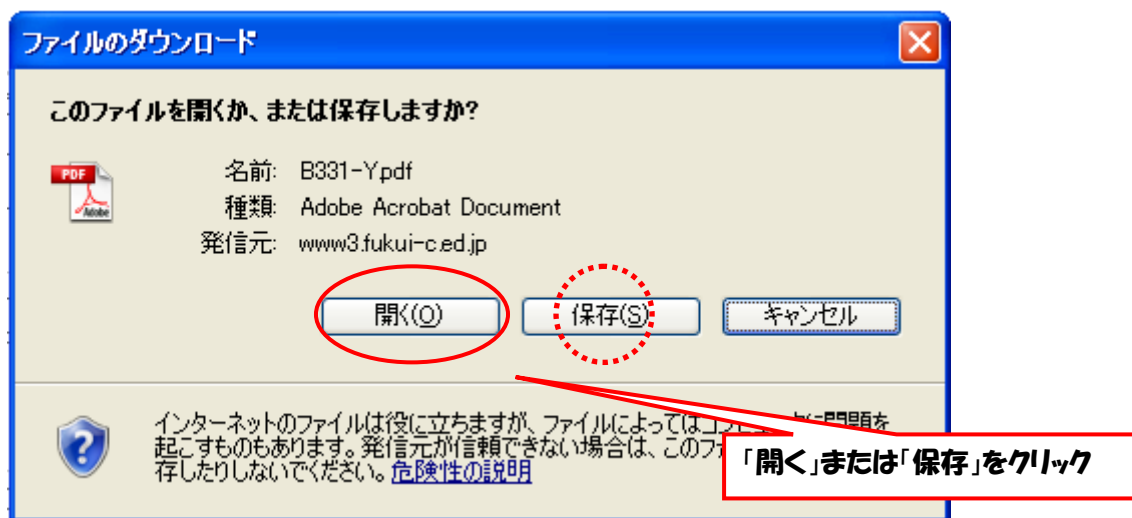 ファイルのダウンロード
このファイルを開くか、または保存しますか?
PDF
Adobe
名前: B331-Y.pdf
種類: Adobe Acrobat Document
発信元: www3.fukui-c.ed.jp
開く(O) 保存(S) キャンセル
インターネットのファイルは役に立ちますが、ファイルによってはコンピュータに問題を
起こすものもあります。発信元が信頼できない場合は、このファ
存したりしないでください。危険性の説明
「開く」または「保存」をクリック